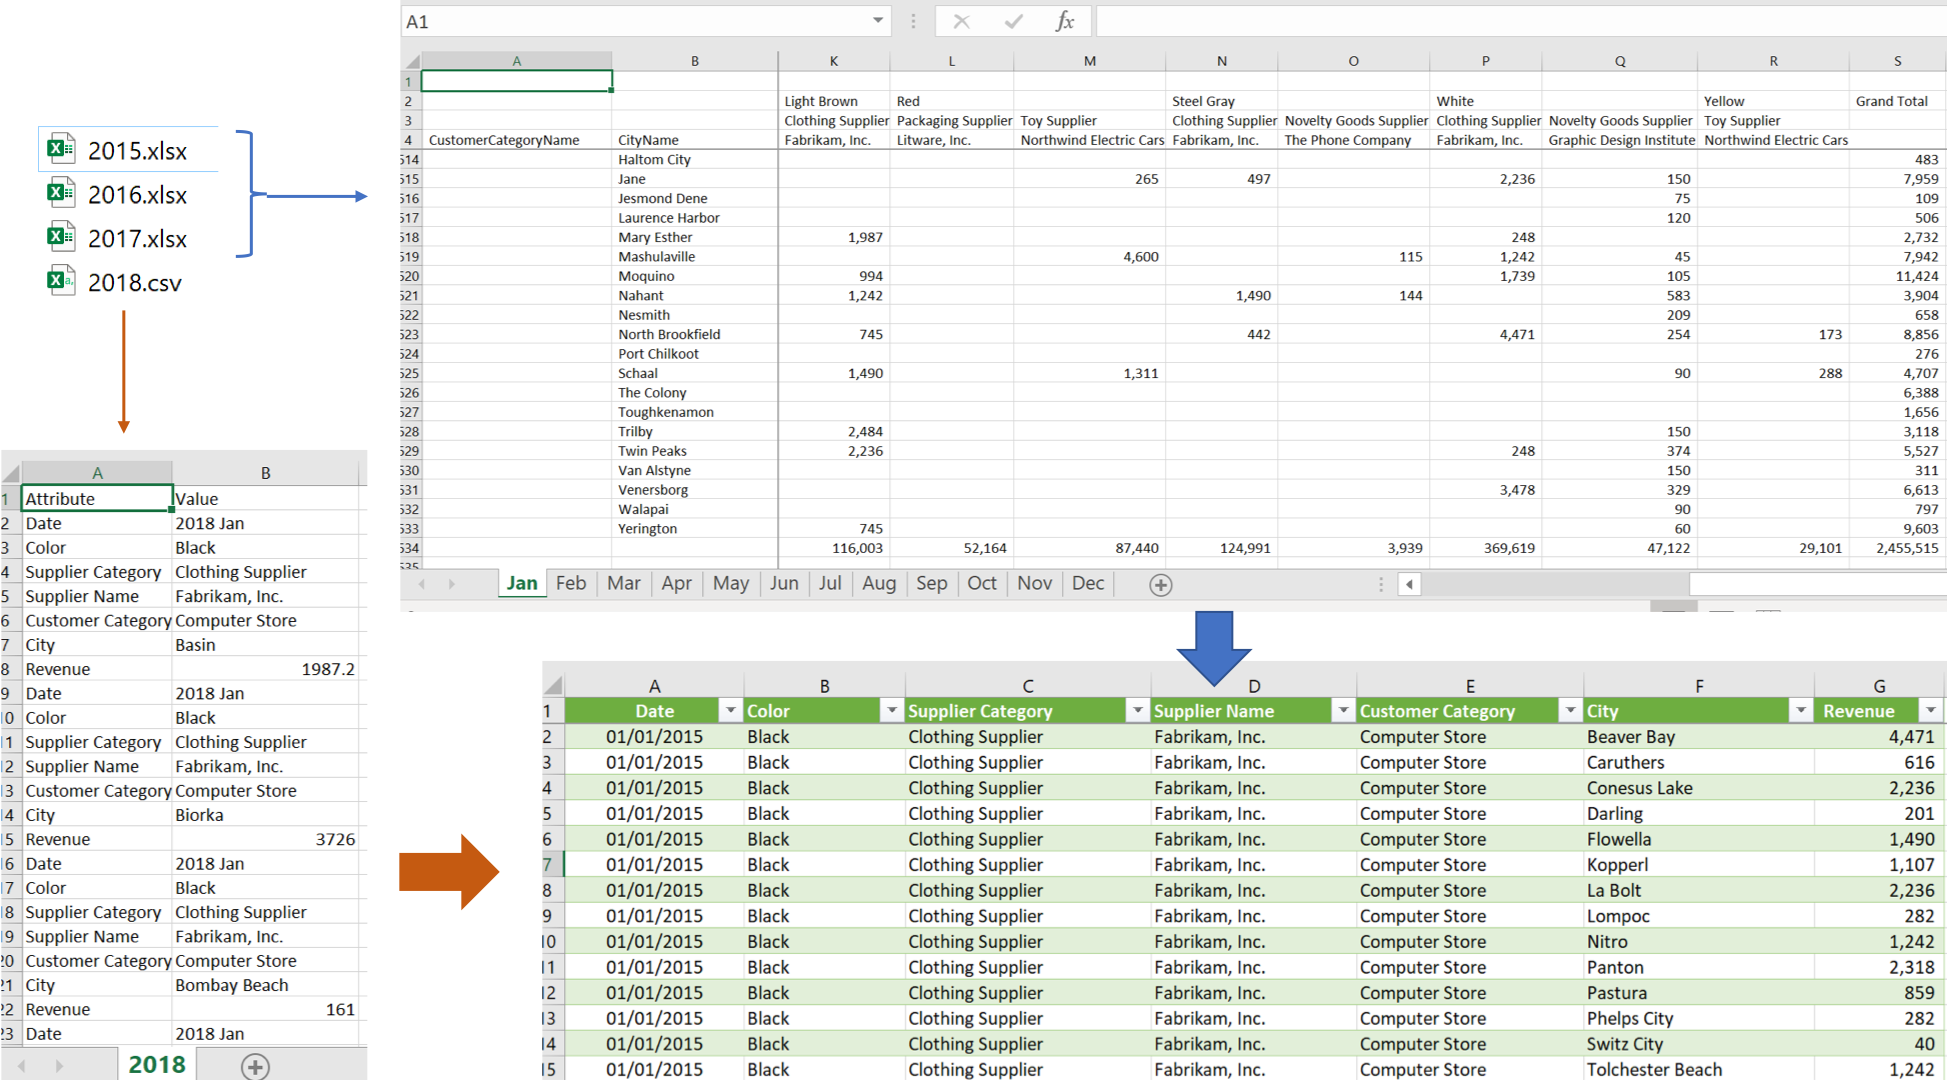 2015.xlsx
2016.xlsx
2017.xlsx
2018.csv
A1
fx
A B K L M N O P Q R S
1
2 Light Brown Red Steel Gray White Yellow Grand Total
3 Clothing Supplier Packaging Supplier Toy Supplier Clothing Supplier Novelty Goods Supplier Clothing Supplier Novelty Goods Supplier Toy Supplier
4 CustomerCategoryName CityName Fabrikam, Inc. Litware, Inc. Northwind Electric Cars Fabrikam, Inc. The Phone Company Fabrikam, Inc. Graphic Design Institute Northwind Electric Cars
514 Haltom City 483
515 Jane 265 497 2,236 150 7,959
516 Jesmond Dene 75 109
517 Laurence Harbor 120 506
518 Mary Esther 1,987 248 2,732
519 Mashulaville 4,600 115 1,242 45 7,942
520 Moquino 994 1,739 105 11,424
521 Nahant 1,242 1,490 144 583 3,904
522 Nesmith 209 658
523 North Brookfield 745 442 4,471 254 173 8,856
524 Port Chilkoot 276
525 Schaal 1,490 1,311 90 288 4,707
526 The Colony 6,388
527 Toughkenamon 1,656
528 Trilby 2,484 150 3,118
529 Twin Peaks 2,236 248 374 5,527
530 Van Alstyne 150 311
531 Venersborg 3,478 329 6,613
532 Walapai 90 797
533 Yerington 745 60 9,603
534 116,003 52,164 87,440 124,991 3,939 369,619 47,122 29,101 2,455,515
535
Jan Feb Mar Apr May Jun Jul Aug Sep Oct Nov Dec
A B
1 Attribute Value
2 Date 2018 Jan
3 Color Black
4 Supplier Category Clothing Supplier
5 Supplier Name Fabrikam, Inc.
6 Customer Category Computer Store
7 City Basin
8 Revenue 1987.2
9 Date 2018 Jan
10 Color Black
11 Supplier Category Clothing Supplier
12 Supplier Name Fabrikam, Inc.
13 Customer Category Computer Store
14 City Biorka
15 Revenue 3726
16 Date 2018 Jan
17 Color Black
18 Supplier Category Clothing Supplier
19 Supplier Name Fabrikam, Inc.
20 Customer Category Computer Store
21 City Bombay Beach
22 Revenue 161
23 Date 2018 Jan
2018
A B C D E F G
1 Date Color Supplier Category Supplier Name Customer Category City Revenue
2 01/01/2015 Black Clothing Supplier Fabrikam, Inc. Computer Store Beaver Bay 4,471
3 01/01/2015 Black Clothing Supplier Fabrikam, Inc. Computer Store Caruthers 616
4 01/01/2015 Black Clothing Supplier Fabrikam, Inc. Computer Store Conesus Lake 2,236
5 01/01/2015 Black Clothing Supplier Fabrikam, Inc. Computer Store Darling 201
6 01/01/2015 Black Clothing Supplier Fabrikam, Inc. Computer Store Flowella 1,490
7 01/01/2015 Black Clothing Supplier Fabrikam, Inc. Computer Store Kopperl 1,107
8 01/01/2015 Black Clothing Supplier Fabrikam, Inc. Computer Store La Bolt 2,236
9 01/01/2015 Black Clothing Supplier Fabrikam, Inc. Computer Store Lompoc 282
10 01/01/2015 Black Clothing Supplier Fabrikam, Inc. Computer Store Nitro 1,242
11 01/01/2015 Black Clothing Supplier Fabrikam, Inc. Computer Store Panton 2,318
12 01/01/2015 Black Clothing Supplier Fabrikam, Inc. Computer Store Pastura 859
13 01/01/2015 Black Clothing Supplier Fabrikam, Inc. Computer Store Phelps City 282
14 01/01/2015 Black Clothing Supplier Fabrikam, Inc. Computer Store Switz City 40
15 01/01/2015 Black Clothing Supplier Fabrikam, Inc. Computer Store Tolchester Beach 1,242